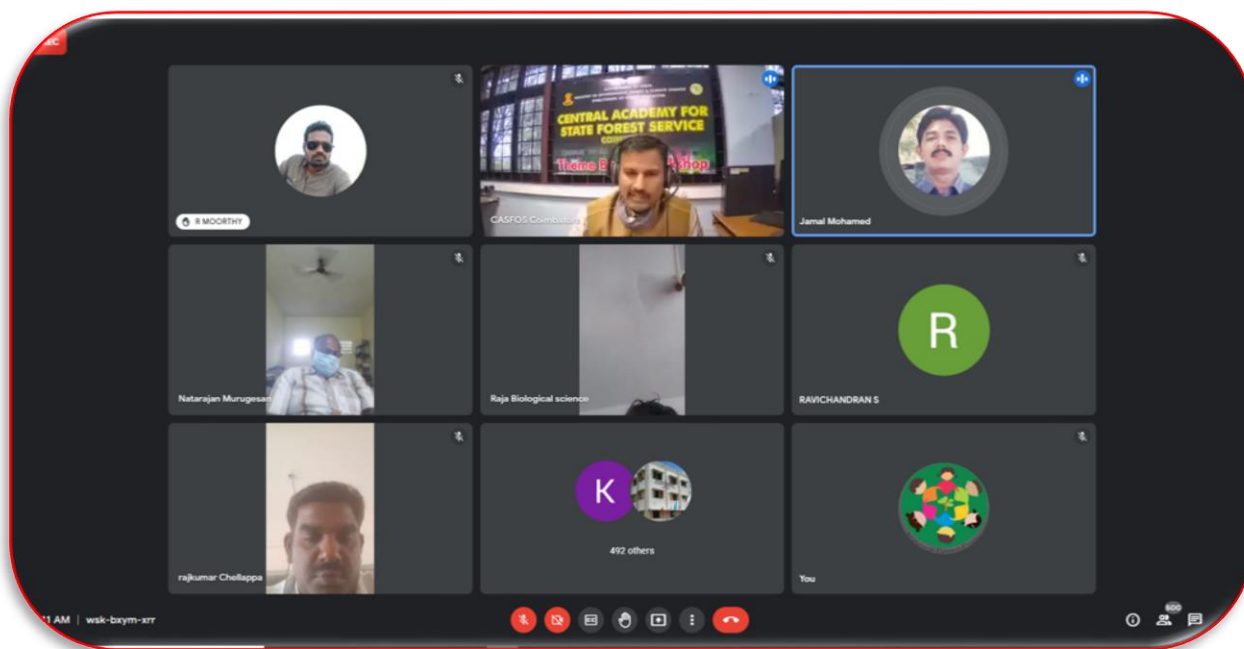 R MOORTHY
CENTRAL ACADEMY FOR
STATE FOREST SERVICE
CASFOS Coimbatore
Jamal Mohamed
Natarajan Murugesan
Raja Biological science
R
RAVICHANDRAN S
rajkumar Chellappa
K
492 others
You
AM | wsk-bxym-xrr
500